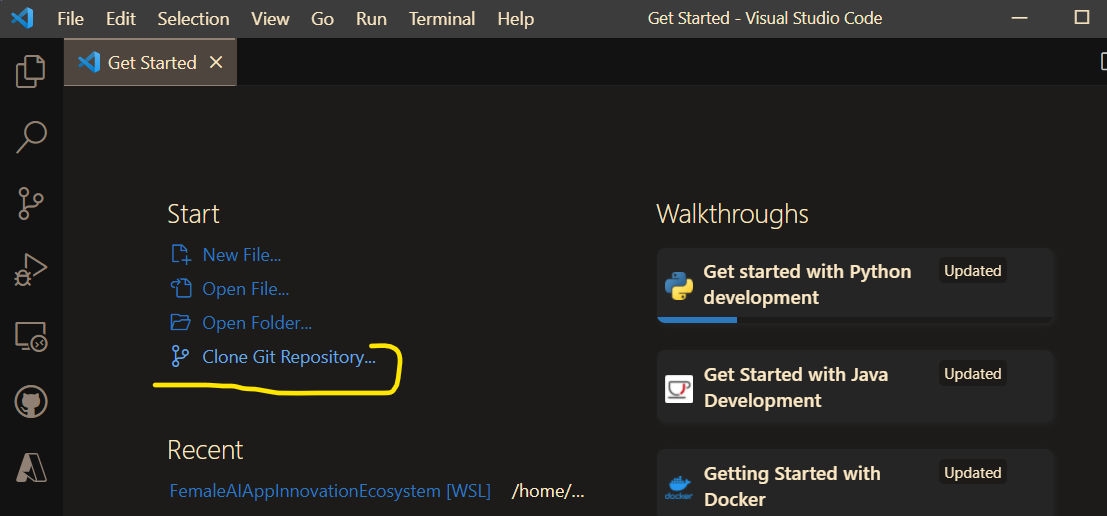 File Edit Selection View Go Run Terminal Help Get Started - Visual Studio Code
Get Started
Start
New File...
Open File...
Open Folder...
Clone Git Repository...
Recent
FemaleAIAppInnovationEcosystem [WSL] /home/...
Walkthroughs
Get started with Python
development
Updated
Get Started with Java
Development
Updated
Getting Started with
Docker
Updated
docker